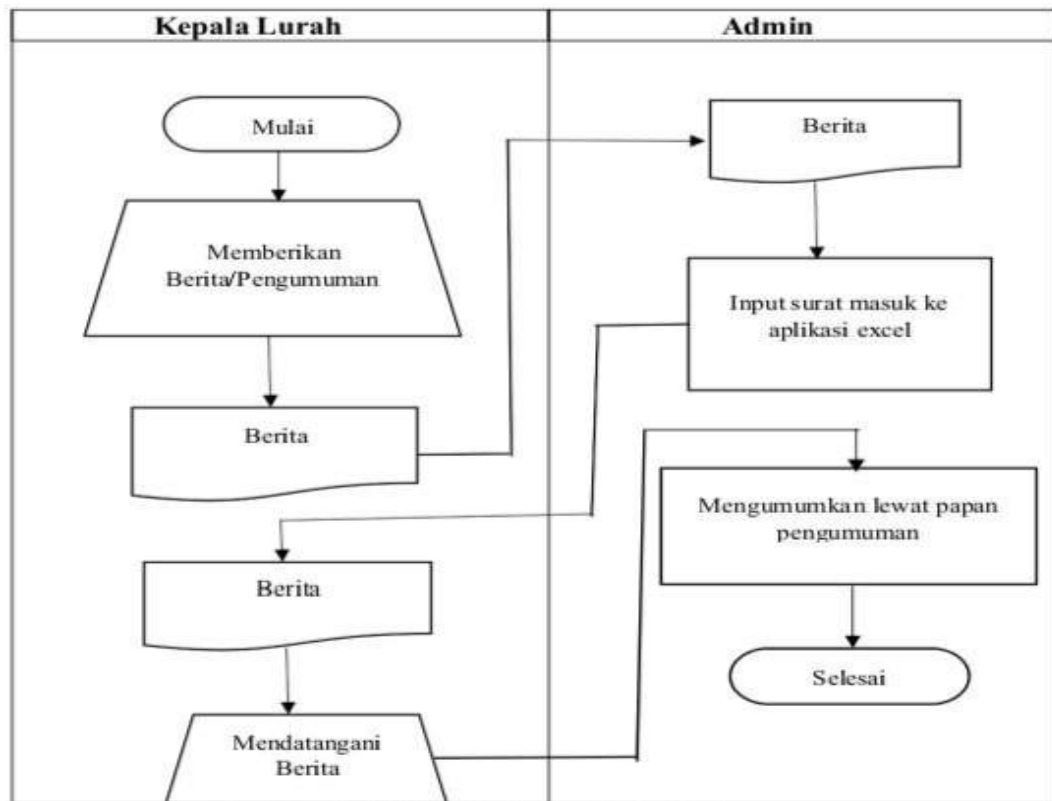 Kepala Lurah
Admin
Mulai
Memberikan
Berita/Pengumuman
Berita
Berita
Mendatangani
Berita
Berita
Input surat masuk ke
aplikasi excel
Mengumumkan lewat papan
pengumuman
Selesai